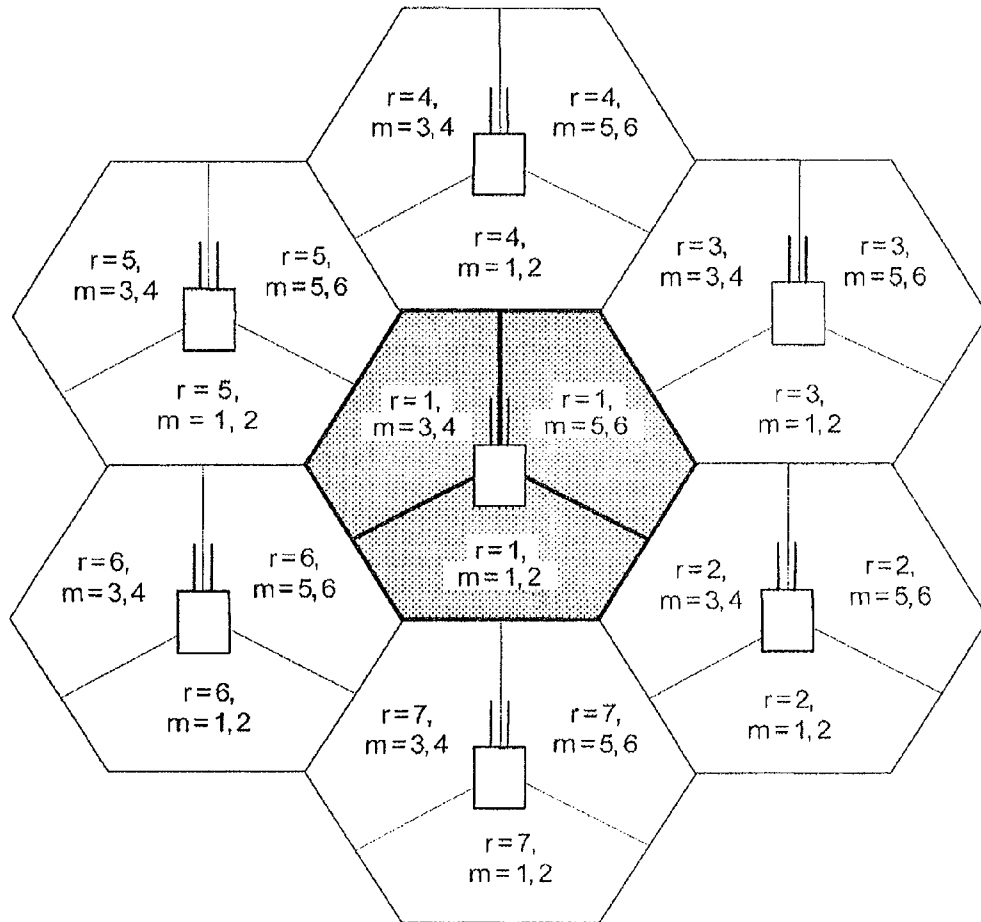 r=4,
m=3,4
r=4,
m=5,6
r=4,
m=1,2
r=5,
m=3,4
r=5,
m=5,6
r=5,
m=1,2
r=3,
m=3,4
r=3,
m=5,6
r=3,
m=1,2
r=1,
m=3,4
r=1,
m=5,6
r=1,
m=1,2
r=6,
m=3,4
r=6,
m=5,6
r=6,
m=1,2
r=2,
m=3,4
r=2,
m=5,6
r=2,
m=1,2
r=7,
m=3,4
r=7,
m=5,6
r=7,
m=1,2